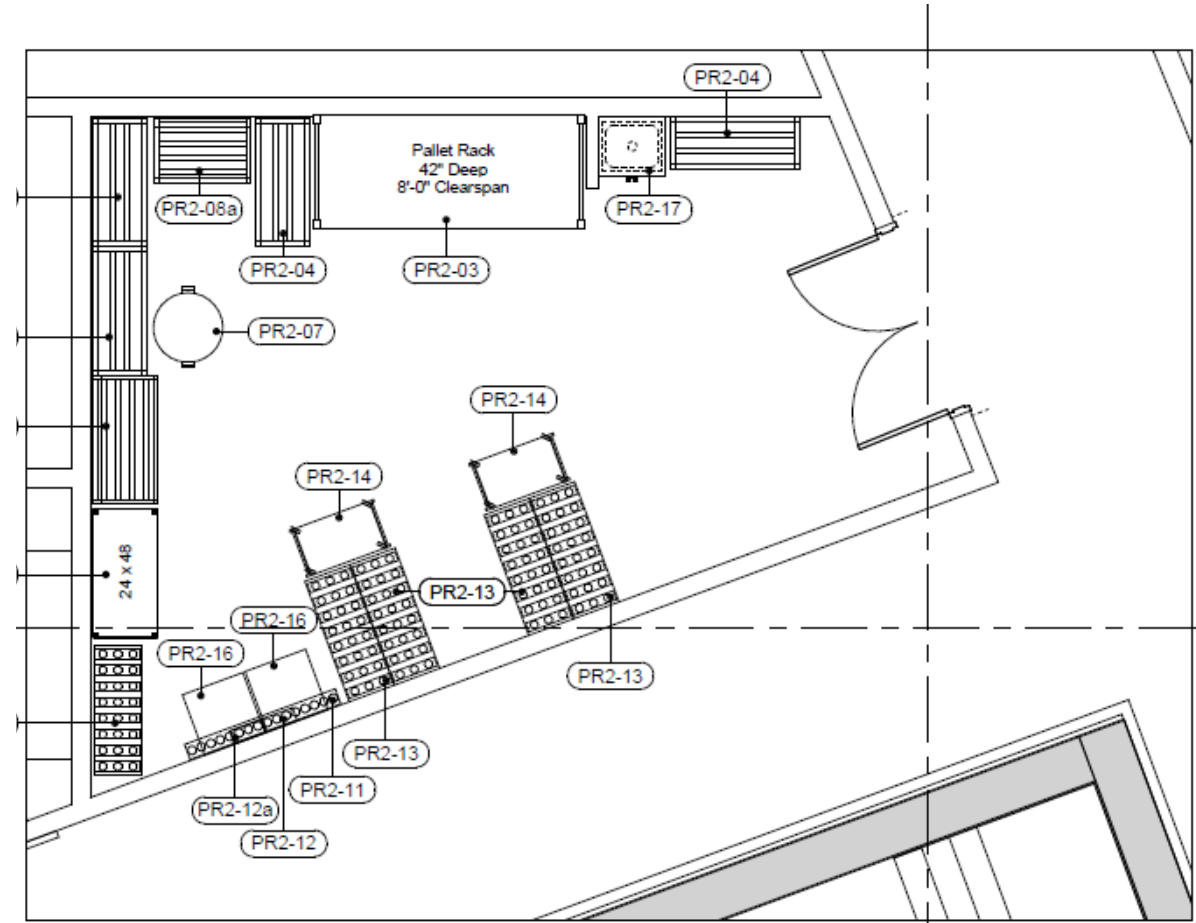 PR2-04
Pallet Rack
42" Deep
8'-0" Clearspan
PR2-08a
PR2-17
PR2-04
PR2-03
PR2-07
PR2-14
PR2-14
24 x 48
PR2-13
PR2-16
PR2-16
PR2-13
PR2-13
PR2-11
PR2-12a
PR2-12